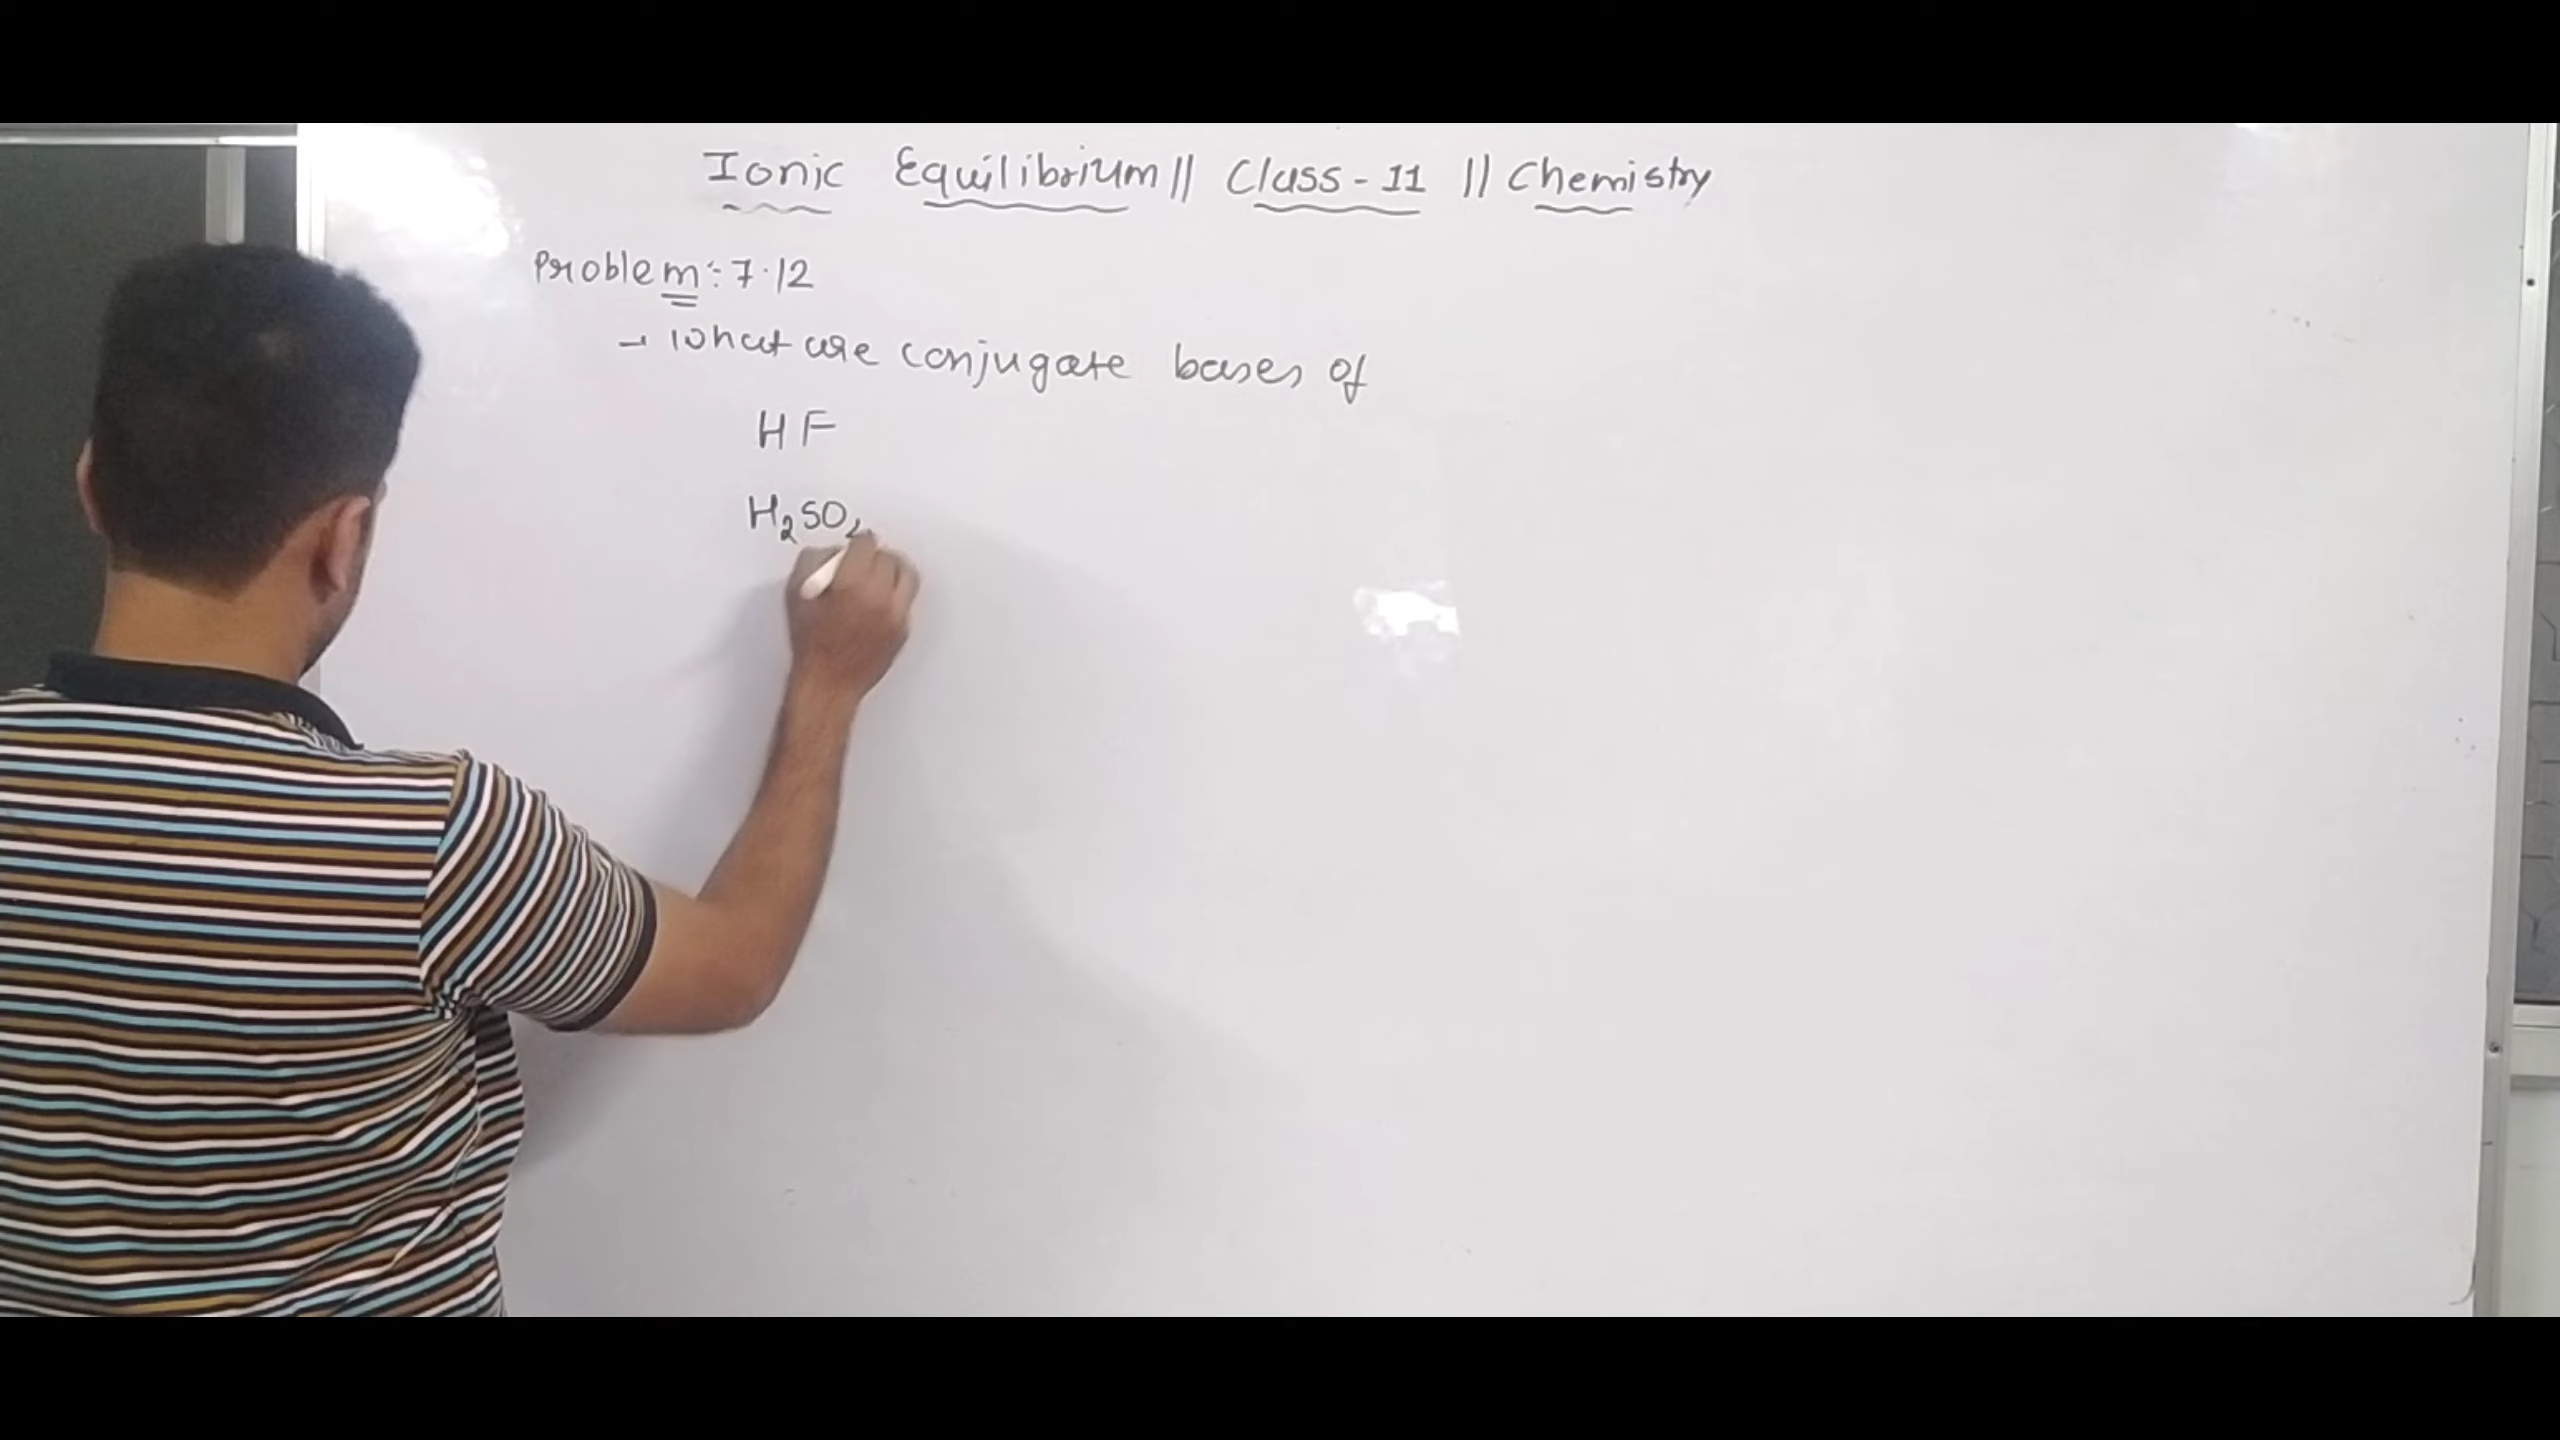 Ionic Equilibrium || Class - 11 || Chemistry
Problem : 7.12
→ What are conjugate bases of
HF
H₂SO₄